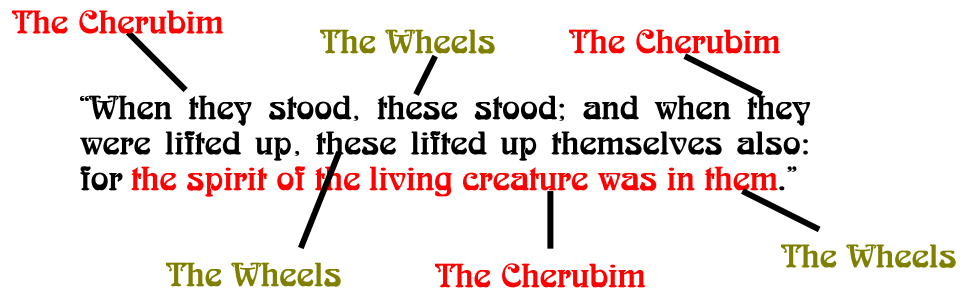 The Cherubim
The Wheels
The Cherubim
“When they stood, these stood; and when they
were lifted up, these lifted up themselves also:
for the spirit of the living creature was in them.”
The Wheels
The Cherubim
The Wheels